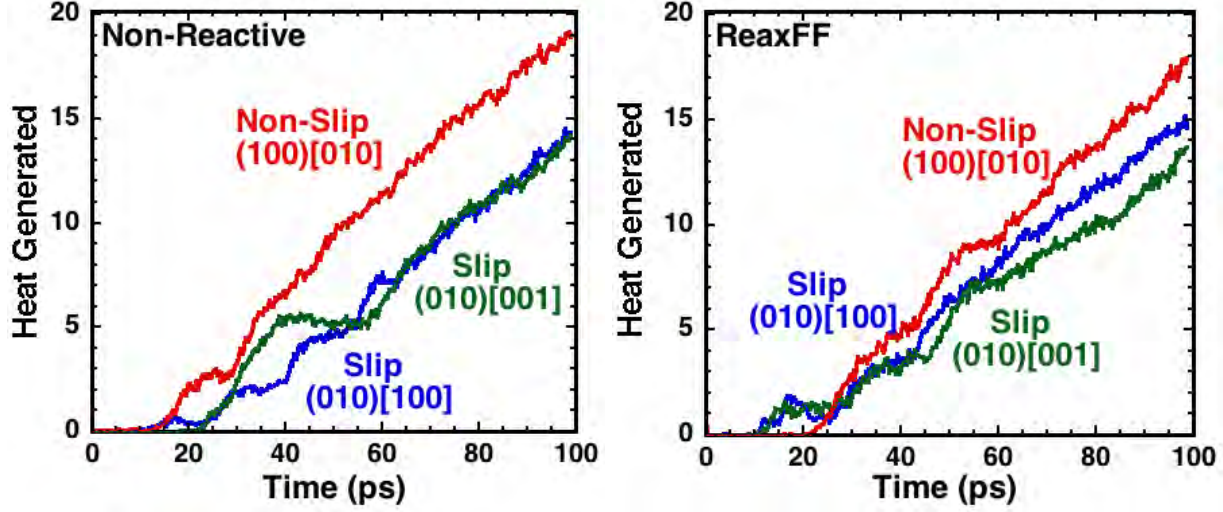 Non-Reactive
20
15
10
5
0
Heat Generated
Non-Slip
(100)[010]
Slip
(010)[001]
Slip
(010)[100]
0 20 40 60 80 100
Time (ps)
ReaxFF
20
15
10
5
0
Heat Generated
Non-Slip
(100)[010]
Slip
(010)[100]
Slip
(010)[001]
0 20 40 60 80 100
Time (ps)